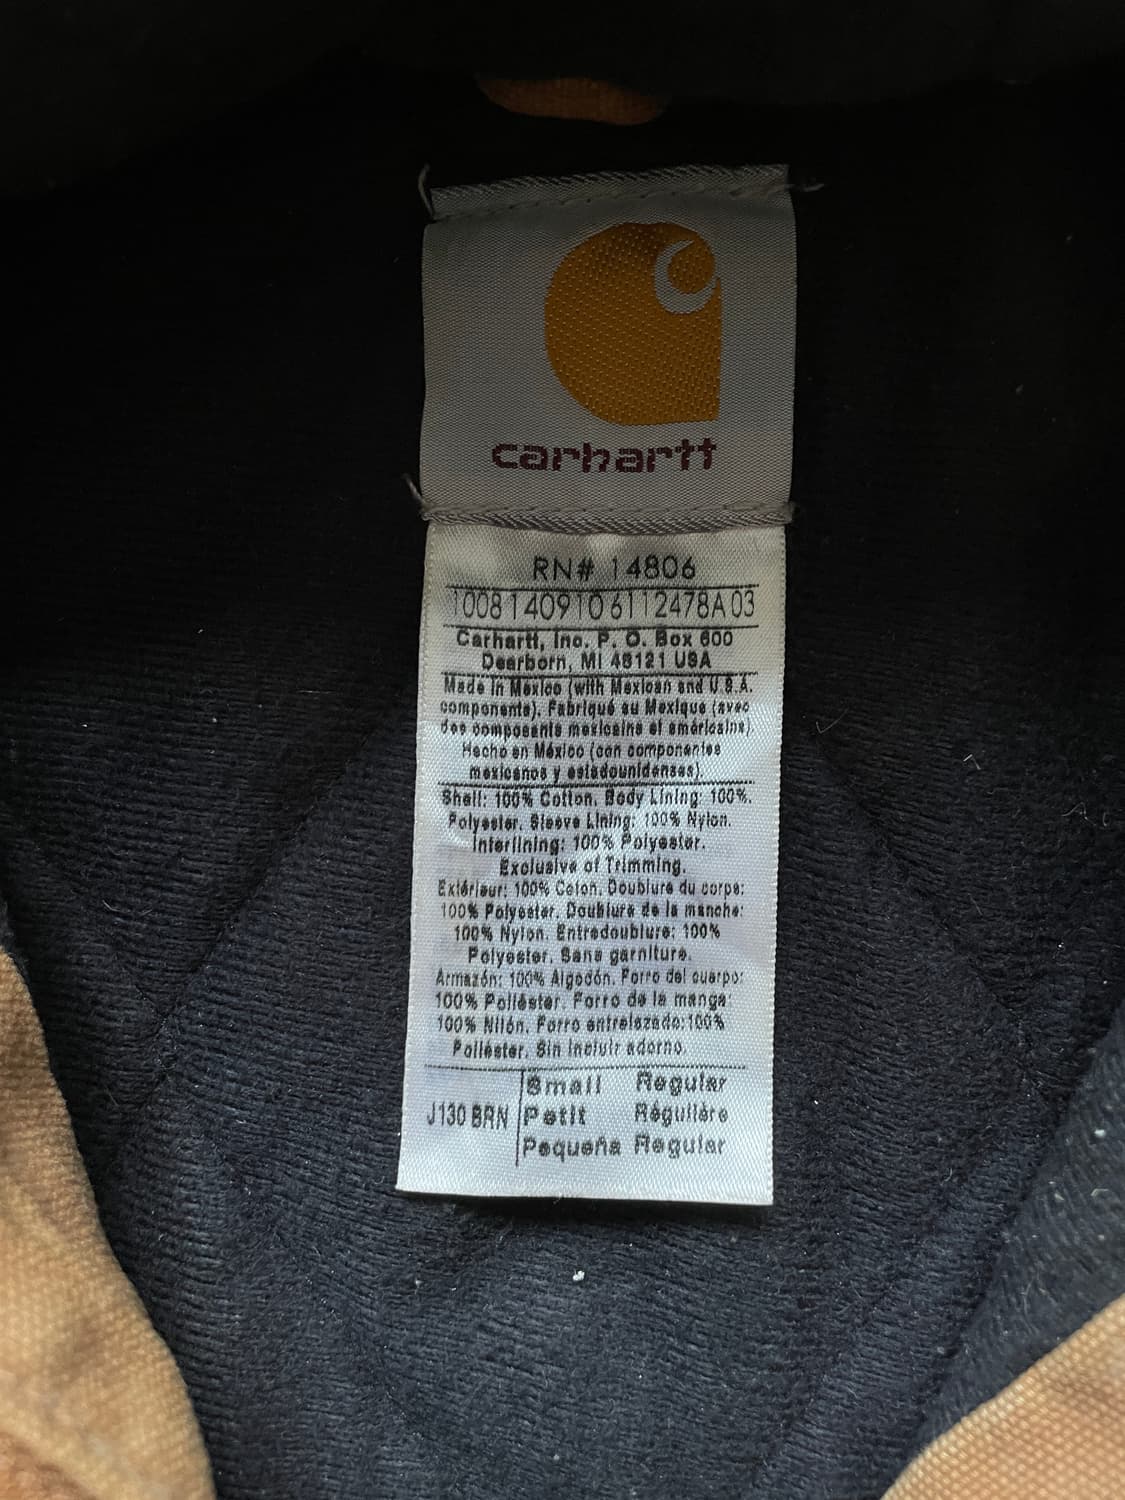 carhartt
RN# 14806
10081409106112478A03
Carhartt, Inc. P. O. Box 600
Dearborn, MI 48121 USA
Made in Mexico (with Mexican and U.S.A.
components). Fabriqué au Mexique (avec
des composants mexicains et américains).
Hecho en México (con componentes
mexicanos y estadounidenses).
Shell: 100% Cotton. Body Lining: 100%.
Polyester. Sleeve Lining: 100% Nylon.
Interlining: 100% Polyester.
Exclusive of Trimming.
Extérieur: 100% Coton. Doublure du corps:
100% Polyester. Doublure de la manche:
100% Nylon. Entredoublure: 100%
Polyester. Sans garniture.
Armazón: 100% Algodón. Forro del cuerpo:
100% Poliéster. Forro de la manga:
100% Nilón. Forro entrelazado:100%
Poliéster. Sin incluir adorno.
J130 BRN
Small Regular
Petit Régulière
Pequeña Regular